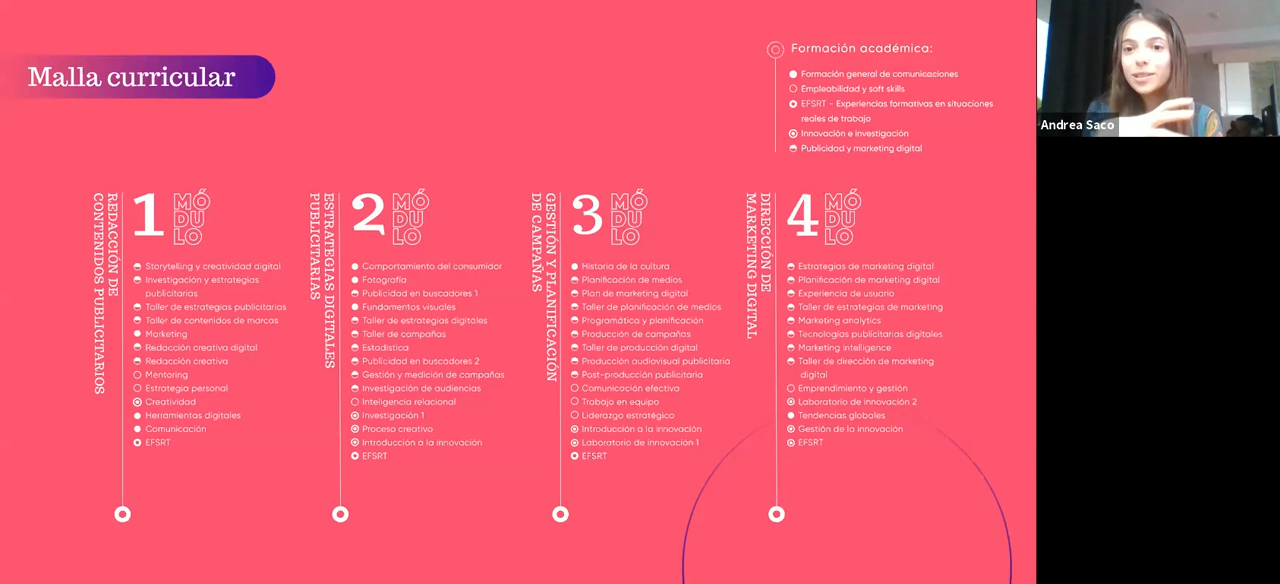 Malla curricular
Formación académica:
Formación general de comunicaciones
Empleabilidad y soft skills
EFSRT - Experiencias formativas en situaciones
reales de trabajo
Innovación e investigación
Publicidad y marketing digital
Andrea Saco
REDACCIÓN DE
CONTENIDOS PUBLICITARIOS
1
MÓ
DU
LO
Storytelling y creatividad digital
Investigación y estrategias
publicitarias
Taller de estrategias publicitarias
Taller de contenidos de marcas
Marketing
Redacción creativa digital
Redacción creativa
Mentoring
Estrategia personal
Creatividad
Herramientas digitales
Comunicación
EFSRT
ESTRATEGIAS DIGITALES
PUBLICITARIAS
2
MÓ
DU
LO
Comportamiento del consumidor
Fotografía
Publicidad en buscadores 1
Fundamentos visuales
Taller de estrategias digitales
Taller de campañas
Estadística
Publicidad en buscadores 2
Gestión y medición de campañas
Investigación de audiencias
Inteligencia relacional
Investigación 1
Proceso creativo
Introducción a la innovación
EFSRT
GESTIÓN Y PLANIFICACIÓN
DE CAMPAÑAS
3
MÓ
DU
LO
Historia de la cultura
Planificación de medios
Plan de marketing digital
Taller de planificación de medios
Programática y planificación
Producción de campañas
Taller de producción digital
Producción audiovisual publicitaria
Post-producción publicitaria
Comunicación efectiva
Trabajo en equipo
Liderazgo estratégico
Introducción a la innovación
Laboratorio de innovación 1
EFSRT
DIRECCIÓN DE
MARKETING DIGITAL
4
MÓ
DU
LO
Estrategias de marketing digital
Planificación de marketing digital
Experiencia de usuario
Taller de estrategias de marketing
Marketing analytics
Tecnologías publicitarias digitales
Marketing intelligence
Taller de dirección de marketing
digital
Emprendimiento y gestión
Laboratorio de innovación 2
Tendencias globales
Gestión de la innovación
EFSRT